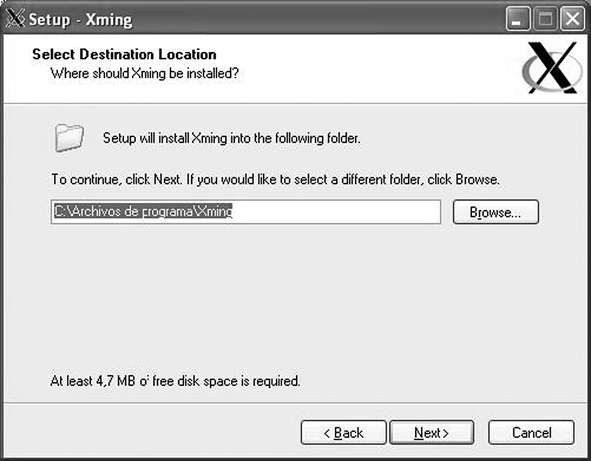 Setup - Xming
Select Destination Location
Where should Xming be installed?
Setup will install Xming into the following folder.
To continue, click Next. If you would like to select a different folder, click Browse.
C:\Archivos de programa\Xming
Browse...
At least 4,7 MB of free disk space is required.
< Back
Next >
Cancel